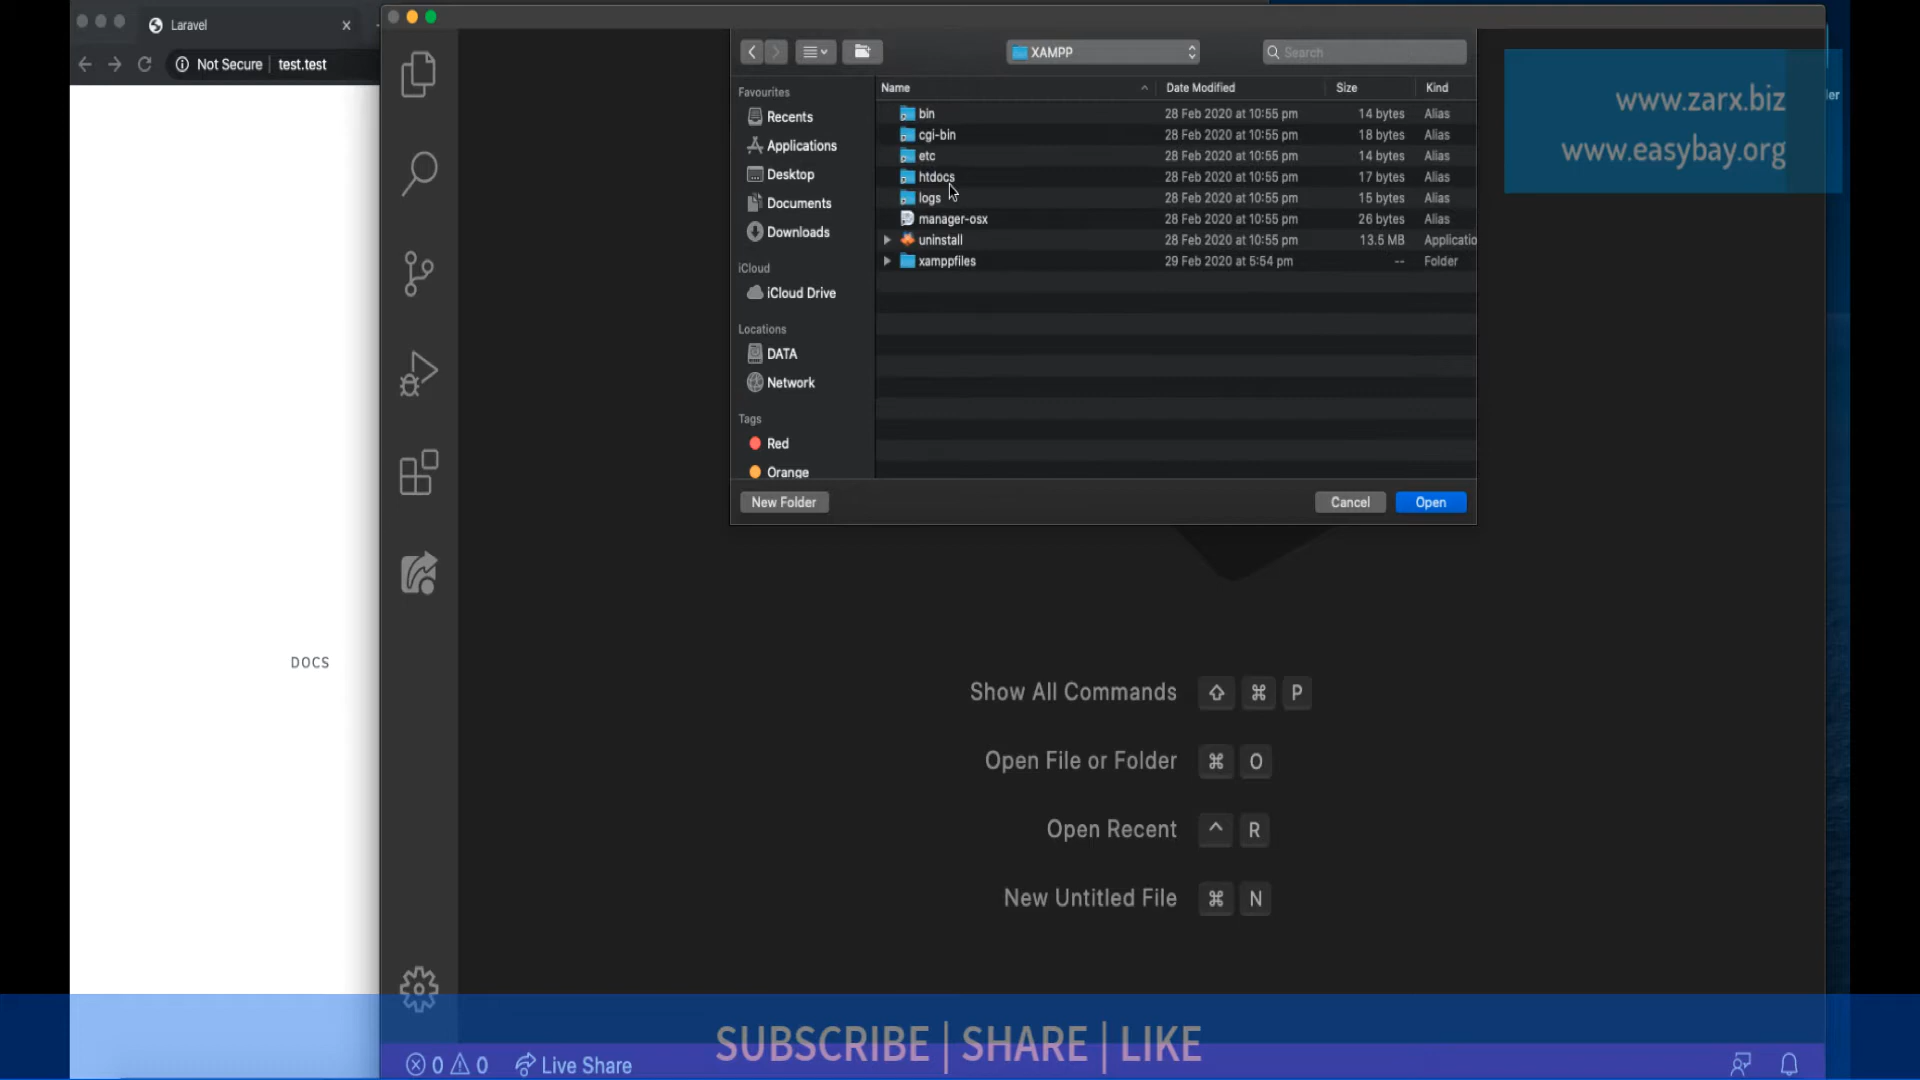 Laravel
Not Secure | test.test
DOCS
XAMPP
Search
Favourites
Recents
Applications
Desktop
Documents
Downloads
iCloud
iCloud Drive
Locations
DATA
Network
Tags
Red
Orange
Name Date Modified Size Kind
bin 28 Feb 2020 at 10:55 pm 14 bytes Alias
cgi-bin 28 Feb 2020 at 10:55 pm 18 bytes Alias
etc 28 Feb 2020 at 10:55 pm 14 bytes Alias
htdocs 28 Feb 2020 at 10:55 pm 17 bytes Alias
logs 28 Feb 2020 at 10:55 pm 15 bytes Alias
manager-osx 28 Feb 2020 at 10:55 pm 26 bytes Alias
uninstall 28 Feb 2020 at 10:55 pm 13.5 MB Applicatio
xamppfiles 29 Feb 2020 at 5:54 pm -- Folder
New Folder Cancel Open
www.zarx.biz
www.easybay.org
Show All Commands ⇧ ⌘ P
Open File or Folder ⌘ O
Open Recent ^ R
New Untitled File ⌘ N
SUBSCRIBE | SHARE | LIKE
0 0 Live Share